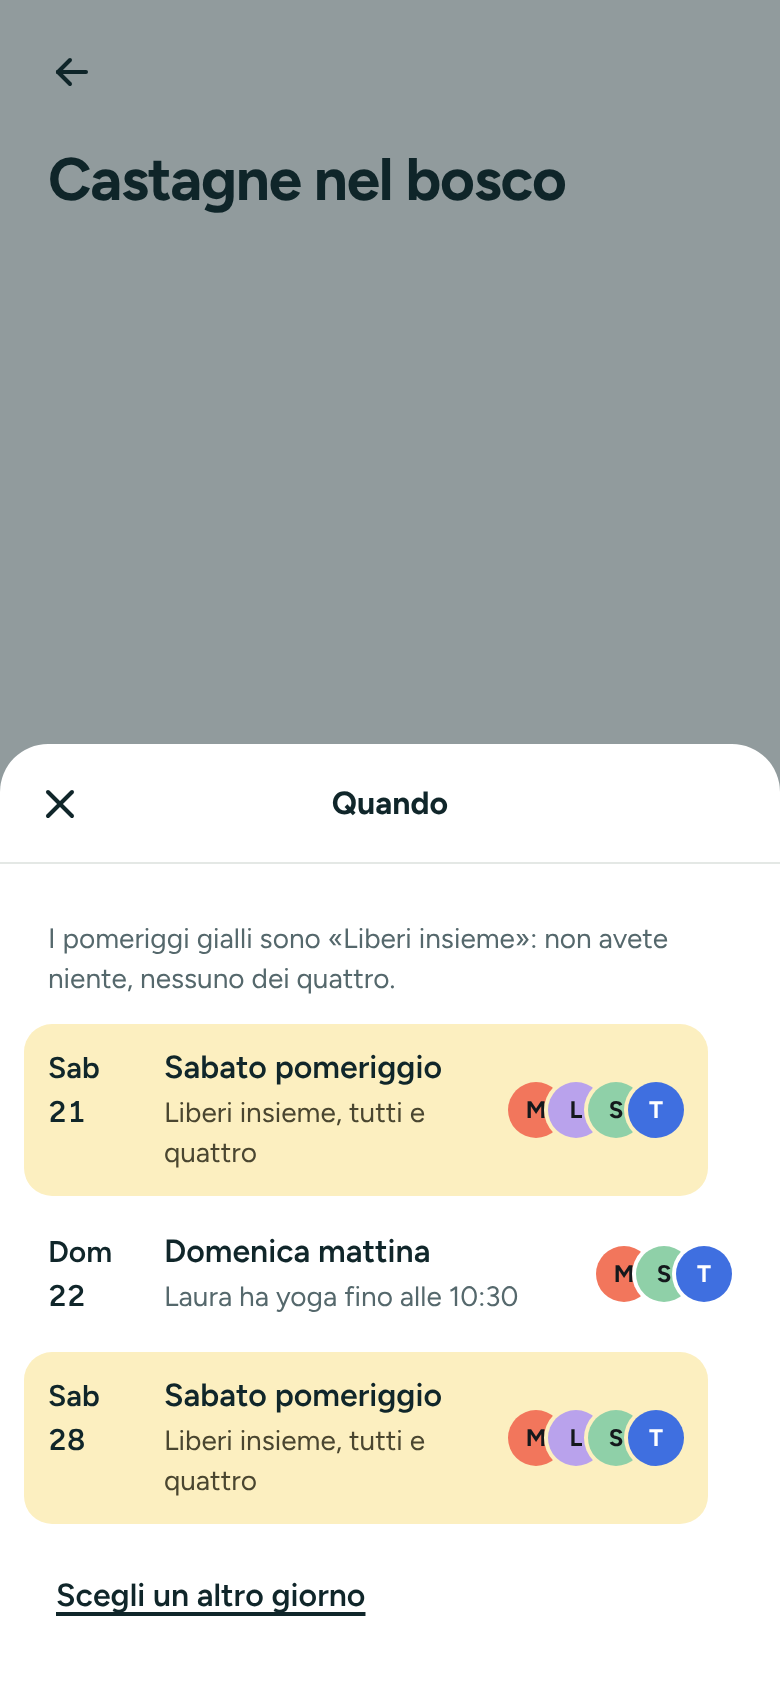 Castagne nel bosco
Quando
I pomeriggi gialli sono «Liberi insieme»: non avete
niente, nessuno dei quattro.
Sab
21
Sabato pomeriggio
Liberi insieme, tutti e
quattro
M L S T
Dom
22
Domenica mattina
Laura ha yoga fino alle 10:30
M S T
Sab
28
Sabato pomeriggio
Liberi insieme, tutti e
quattro
M L S T
Scegli un altro giorno